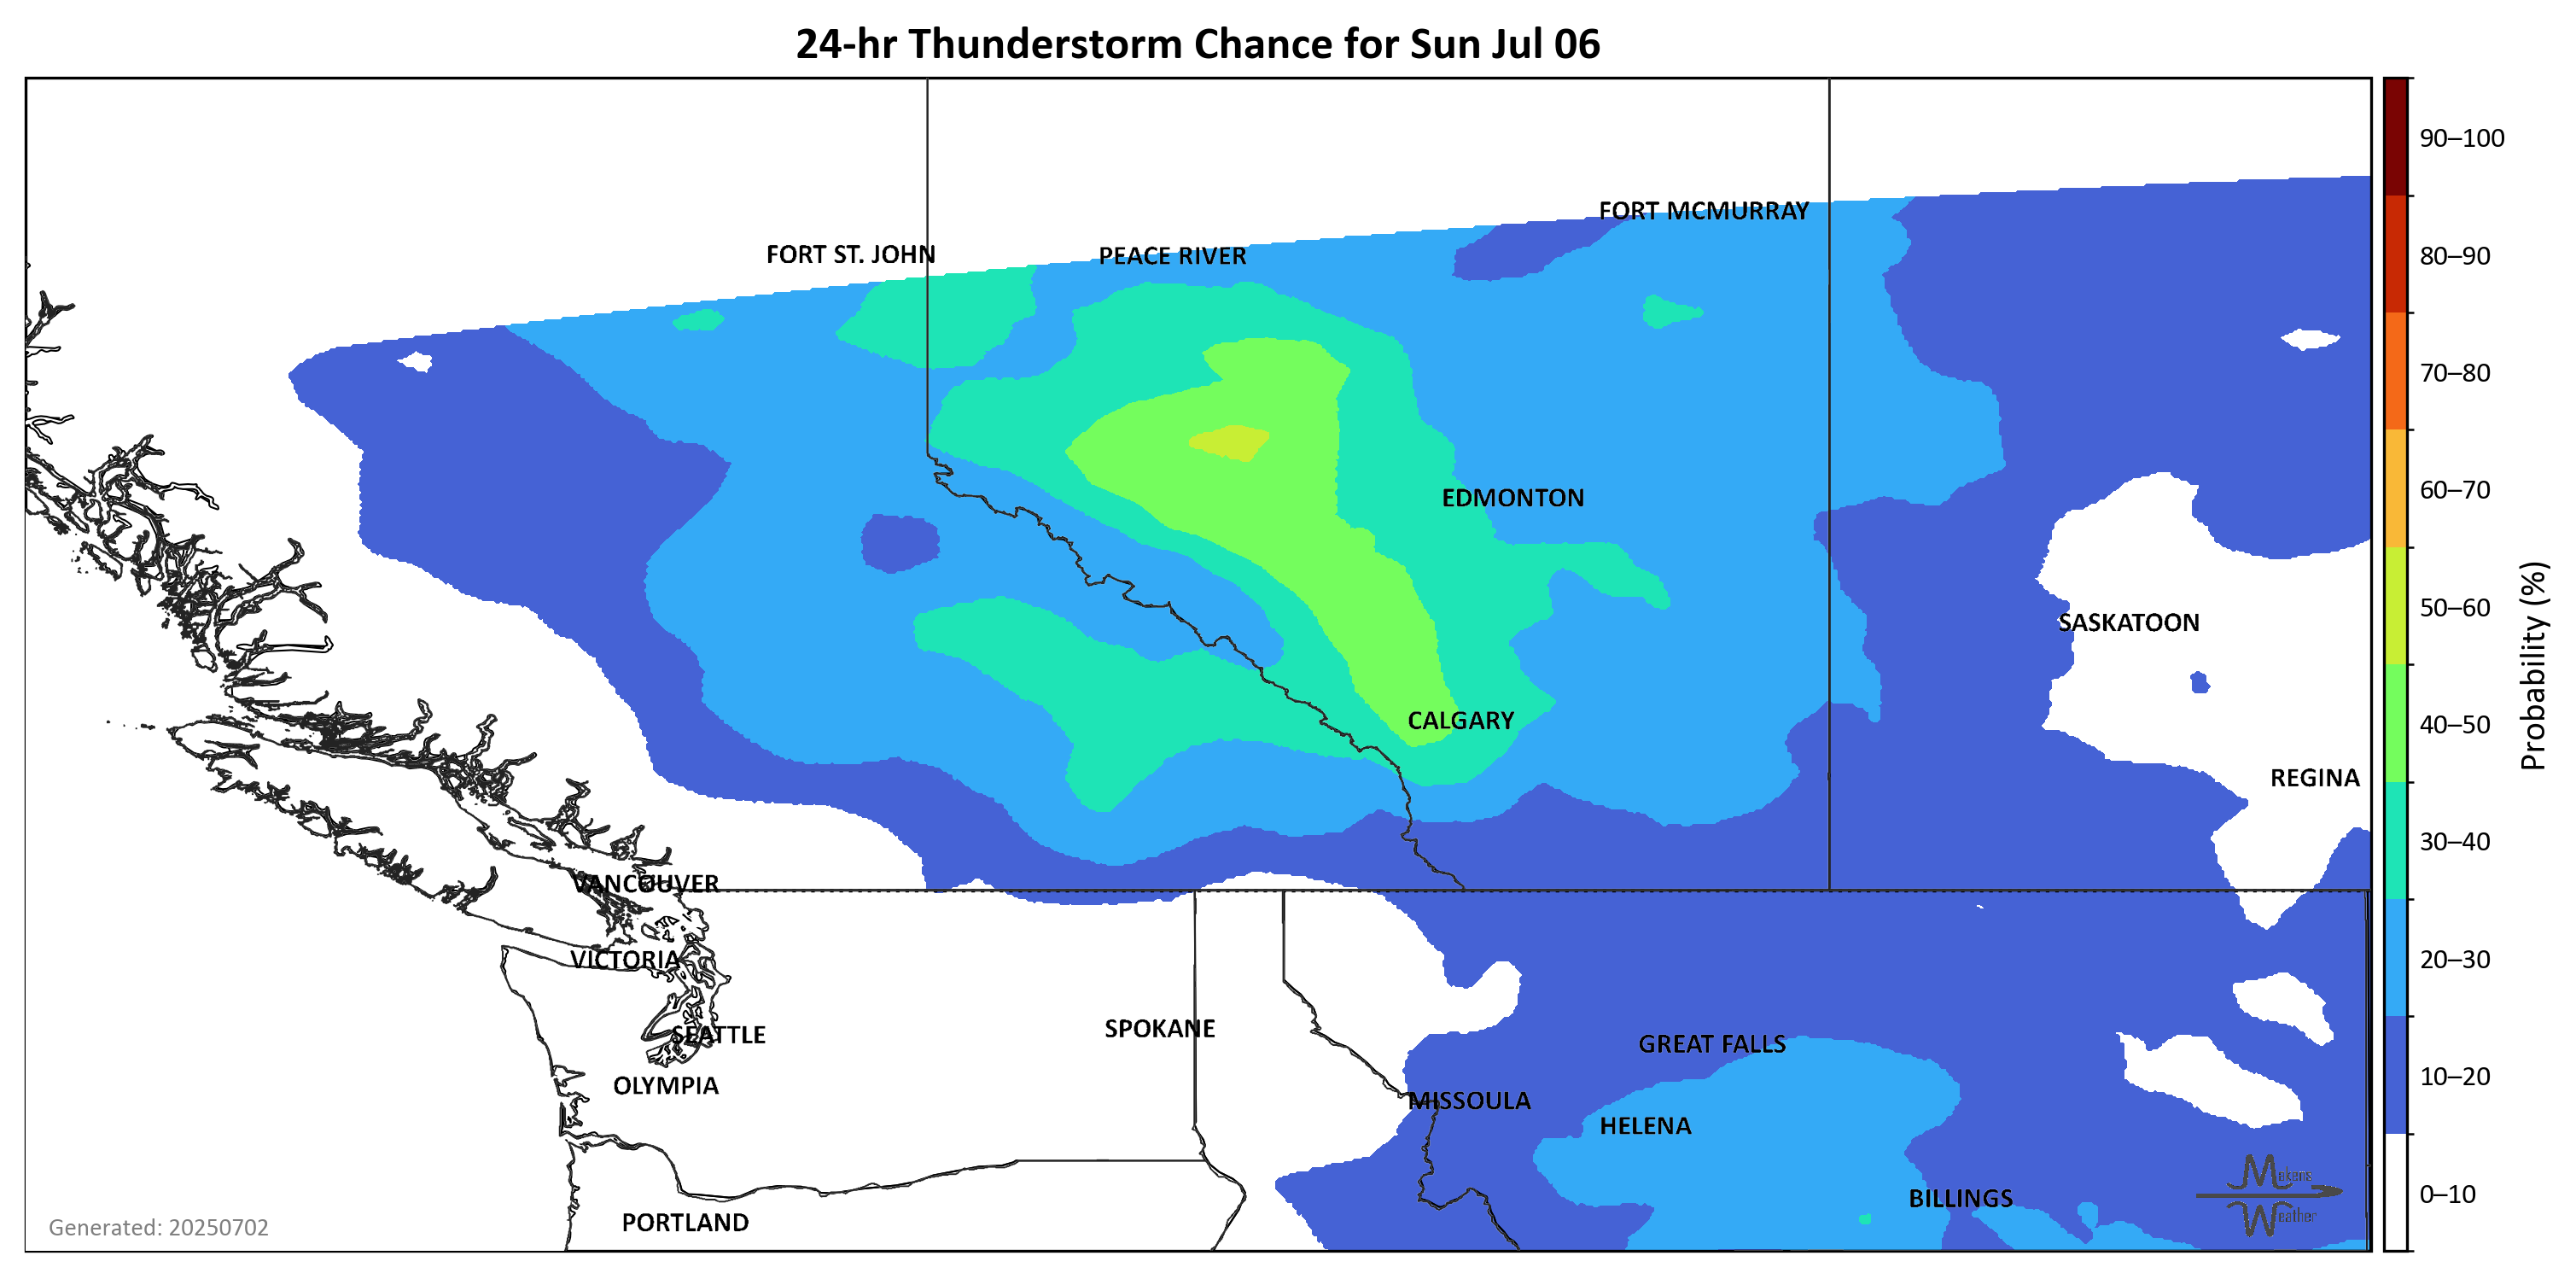 24-hr Thunderstorm Chance for Sun Jul 06
90–100
FORT MCMURRAY
FORT ST. JOHN
PEACE RIVER
80–90
70–80
EDMONTON
60–70
SASKATOON
50–60
CALGARY
40–50
REGINA
Probability (%)
30–40
VANCOUVER
VICTORIA
20–30
SPOKANE
SEATTLE
GREAT FALLS
OLYMPIA
10–20
MISSOULA
HELENA
Mekens
BILLINGS
0–10
Weather
PORTLAND
Generated: 20250702